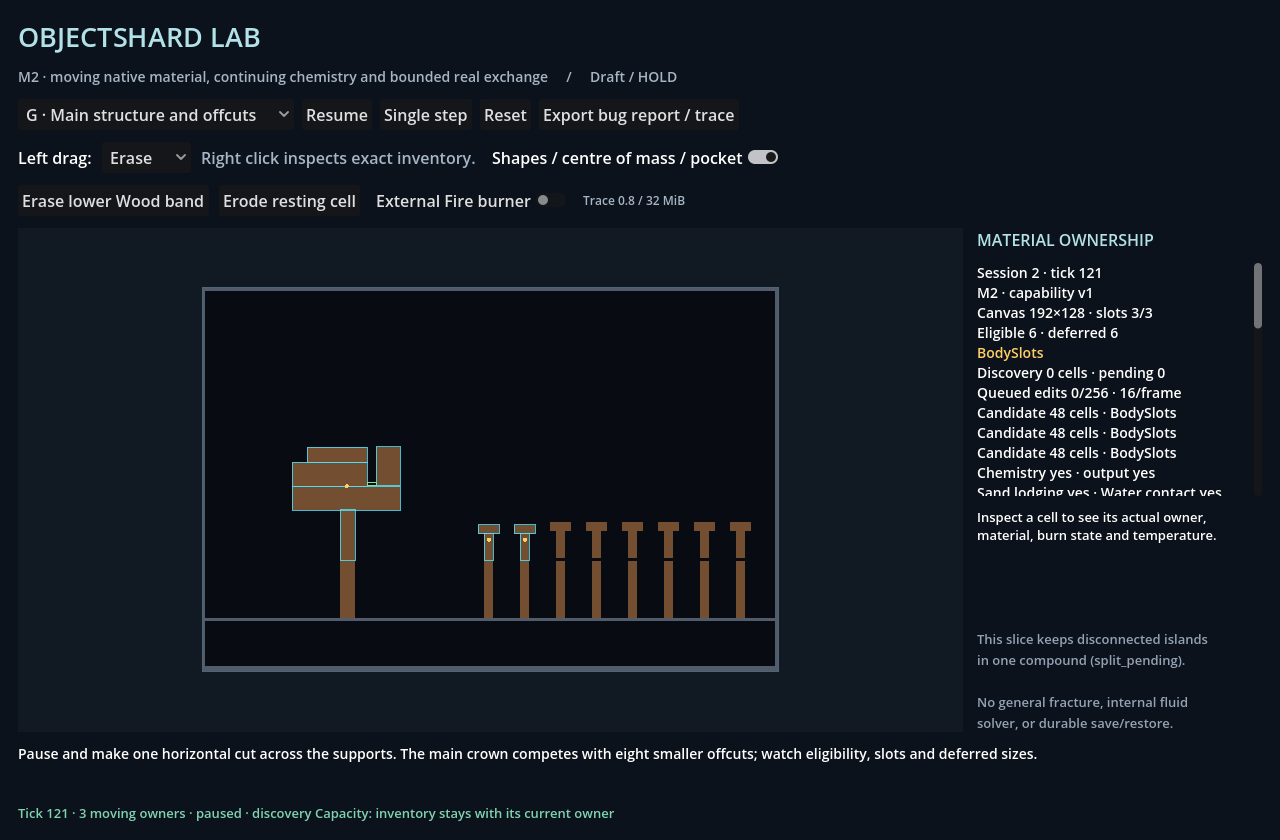 OBJECTSHARD LAB
M2 · moving native material, continuing chemistry and bounded real exchange / Draft / HOLD
G · Main structure and offcuts Resume Single step Reset Export bug report / trace
Left drag: Erase Right click inspects exact inventory. Shapes / centre of mass / pocket
Erase lower Wood band Erode resting cell External Fire burner Trace 0.8 / 32 MiB
MATERIAL OWNERSHIP
Session 2 · tick 121
M2 · capability v1
Canvas 192×128 · slots 3/3
Eligible 6 · deferred 6
BodySlots
Discovery 0 cells · pending 0
Queued edits 0/256 · 16/frame
Candidate 48 cells · BodySlots
Candidate 48 cells · BodySlots
Candidate 48 cells · BodySlots
Chemistry yes · output yes
Sand lodging yes · Water contact yes
Inspect a cell to see its actual owner,
material, burn state and temperature.
This slice keeps disconnected islands
in one compound (split_pending).
No general fracture, internal fluid
solver, or durable save/restore.
Pause and make one horizontal cut across the supports. The main crown competes with eight smaller offcuts; watch eligibility, slots and deferred sizes.
Tick 121 · 3 moving owners · paused · discovery Capacity: inventory stays with its current owner